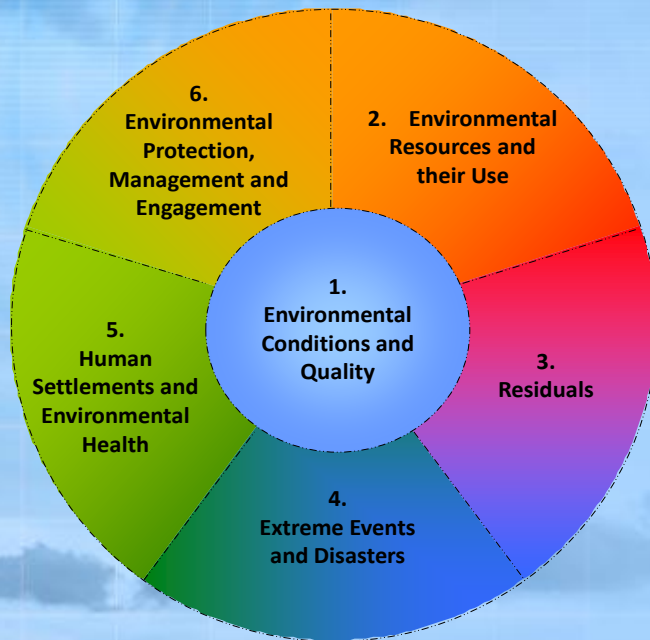 1.
Environmental
Conditions and
Quality
2. Environmental
Resources and
their Use
3.
Residuals
4.
Extreme Events
and Disasters
5.
Human
Settlements and
Environmental
Health
6.
Environmental
Protection,
Management and
Engagement